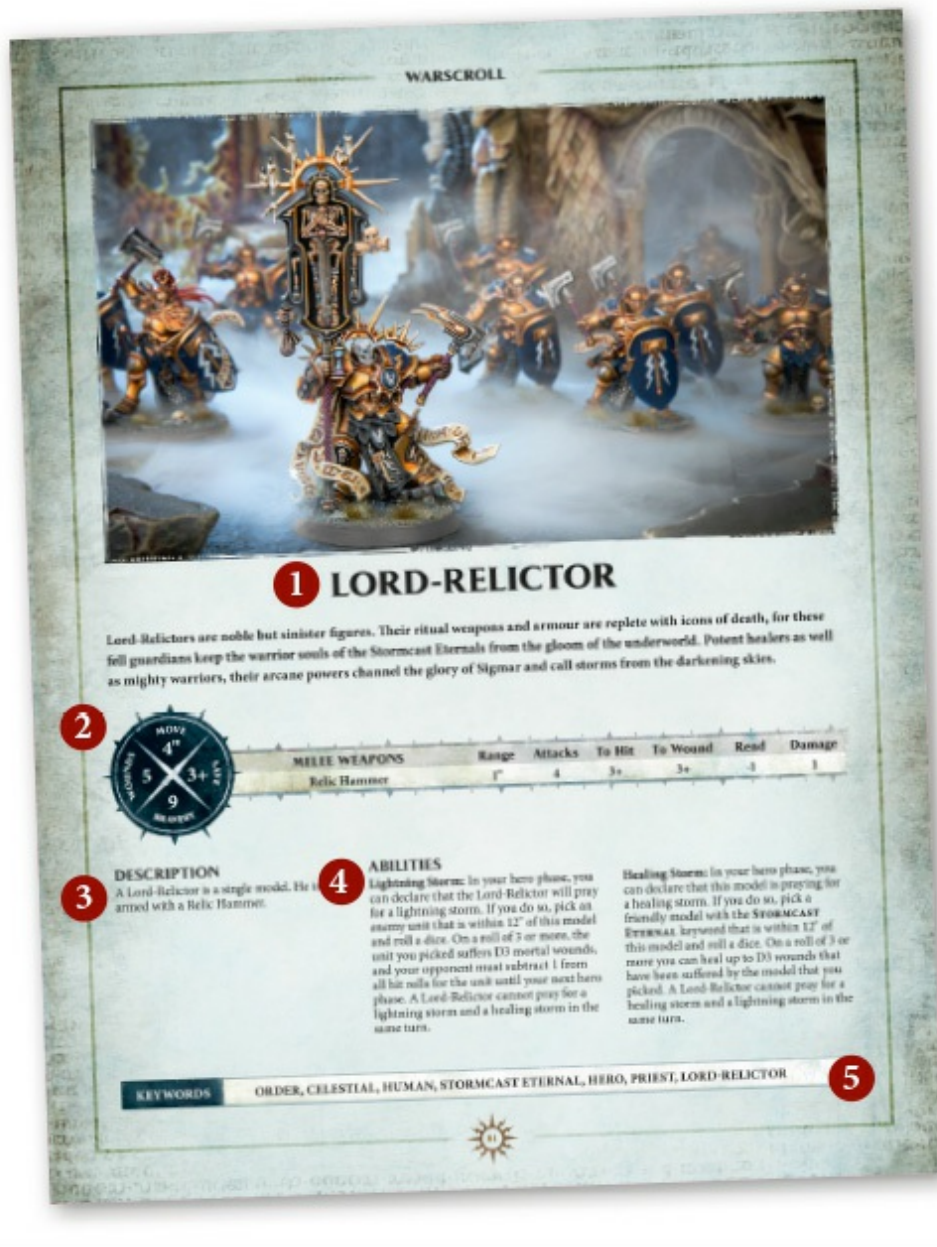 WARSCROLL
1 LORD-RELICTOR
Lord-Relictors are noble but sinister figures. Their ritual weapons and armour are replete with icons of death, for these
fell guardians keep the warrior souls of the Stormcast Eternals from the gloom of the underworld. Potent healers as well
as mighty warriors, their arcane powers channel the glory of Sigmar and call storms from the darkening skies.
2
MOVE
4"
WOUNDS 5 3+ SAVE
9
BRAVERY
MELEE WEAPONS Range Attacks To Hit To Wound Rend Damage
Relic Hammer 1" 4 3+ 3+ -1 1
3
DESCRIPTION
A Lord-Relictor is a single model. He is
armed with a Relic Hammer.
4
ABILITIES
Lightning Storm: In your hero phase, you
can declare that the Lord-Relictor will pray
for a lightning storm. If you do so, pick an
enemy unit that is within 12" of this model
and roll a dice. On a roll of 3 or more, the
unit you picked suffers D3 mortal wounds,
and your opponent must subtract 1 from
all hit rolls for the unit until your next hero
phase. A Lord-Relictor cannot pray for a
lightning storm and a healing storm in the
same turn.
Healing Storm: In your hero phase, you
can declare that this model is praying for
a healing storm. If you do so, pick a
friendly model with the STORMCAST
ETERNAL keyword that is within 12" of
this model and roll a dice. On a roll of 3 or
more you can heal up to D3 wounds that
have been suffered by the model that you
picked. A Lord-Relictor cannot pray for a
healing storm and a lightning storm in the
same turn.
KEYWORDS ORDER, CELESTIAL, HUMAN, STORMCAST ETERNAL, HERO, PRIEST, LORD-RELICTOR
5